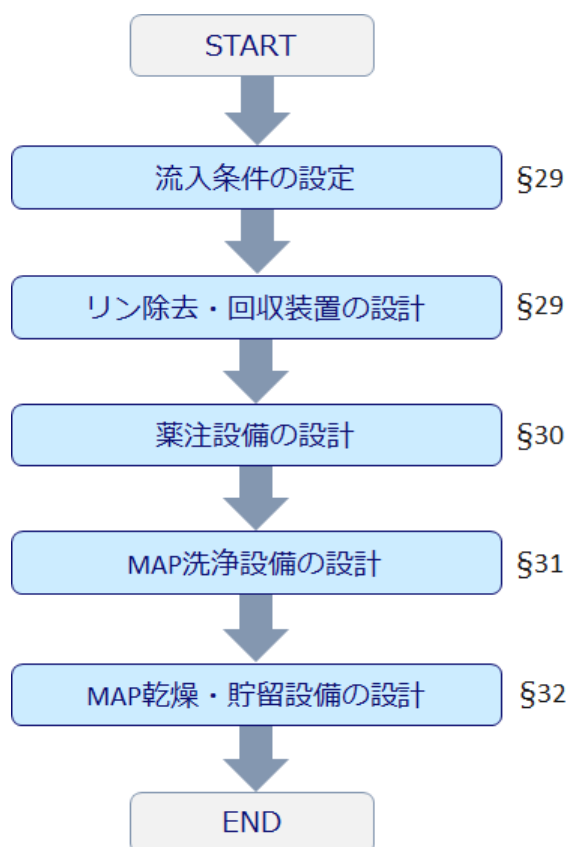 START
流入条件の設定 §29
リン除去・回収装置の設計 §29
薬注設備の設計 §30
MAP洗浄設備の設計 §31
MAP乾燥・貯留設備の設計 §32
END